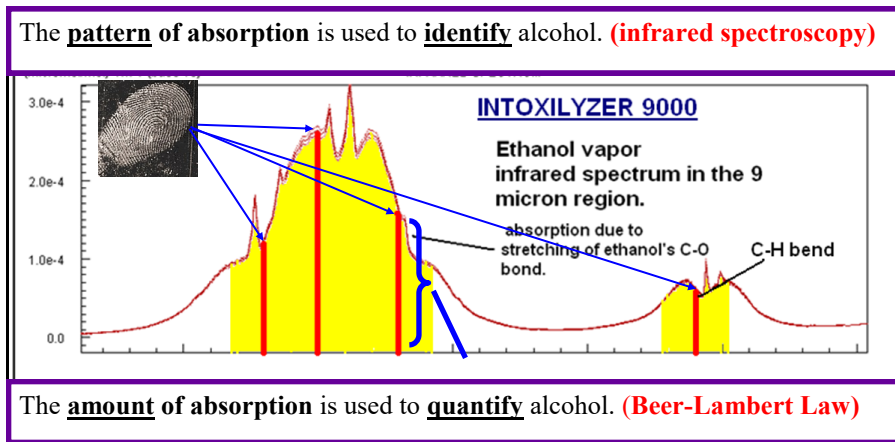 The pattern of absorption is used to identify alcohol. (infrared spectroscopy)
3.0e-4
INTOXILYZER 9000
Ethanol vapor
infrared spectrum in the 9
micron region.
2.0e-4
absorption due to
stretching of ethanol's C-O
bond.
C-H bend
1.0e-4
0.0
The amount of absorption is used to quantify alcohol. (Beer-Lambert Law)